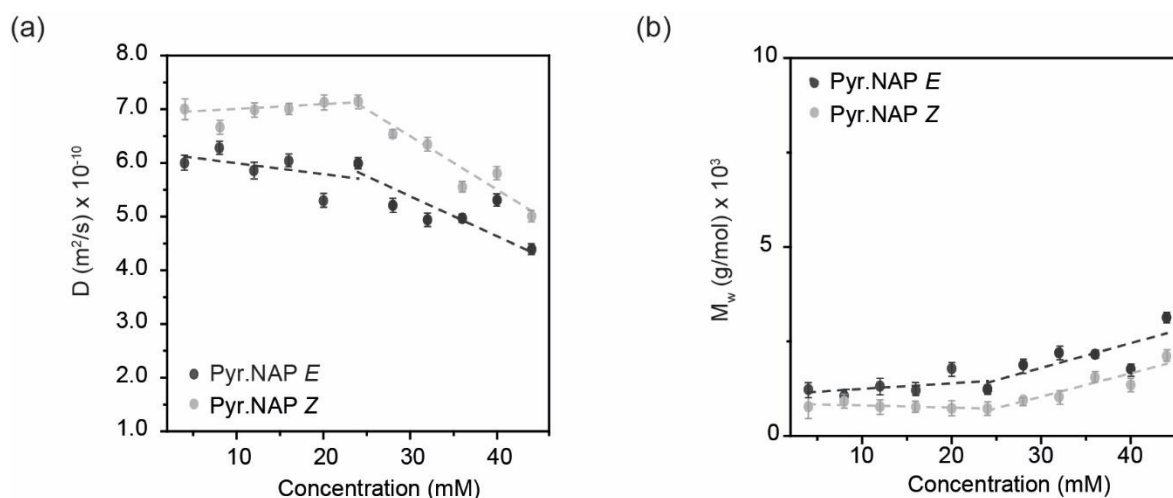 (a)
8.0
7.0
6.0
5.0
4.0
3.0
2.0
1.0
D (m²/s) x 10⁻¹⁰
Pyr.NAP E
Pyr.NAP Z
10 20 30 40
Concentration (mM)
(b)
10
5
0
M_w (g/mol) x 10³
Pyr.NAP E
Pyr.NAP Z
10 20 30 40
Concentration (mM)